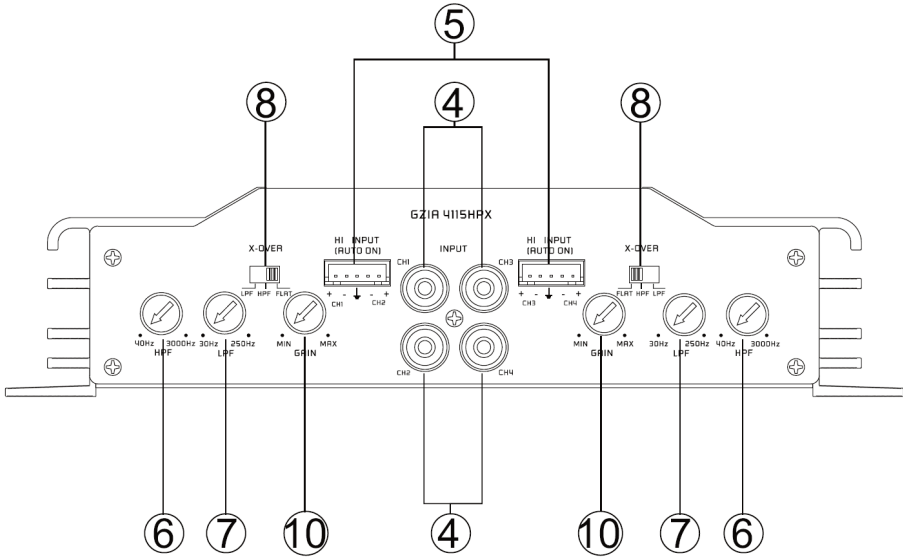 5
8
4
8
GZIA 4115HPX
X-OVER
HI INPUT
(AUTO ON)
INPUT
HI INPUT
(AUTO ON)
X-OVER
CH1
CH3
LPF HPF FLAT
+ - - +
CH1 CH2
+ - - +
CH3 CH4
FLAT HPF LPF
40Hz 3000Hz
HPF
30Hz 250Hz
LPF
MIN MAX
GAIN
CH2
CH4
MIN MAX
GAIN
30Hz 250Hz
LPF
40Hz 3000Hz
HPF
6
7
10
4
10
7
6